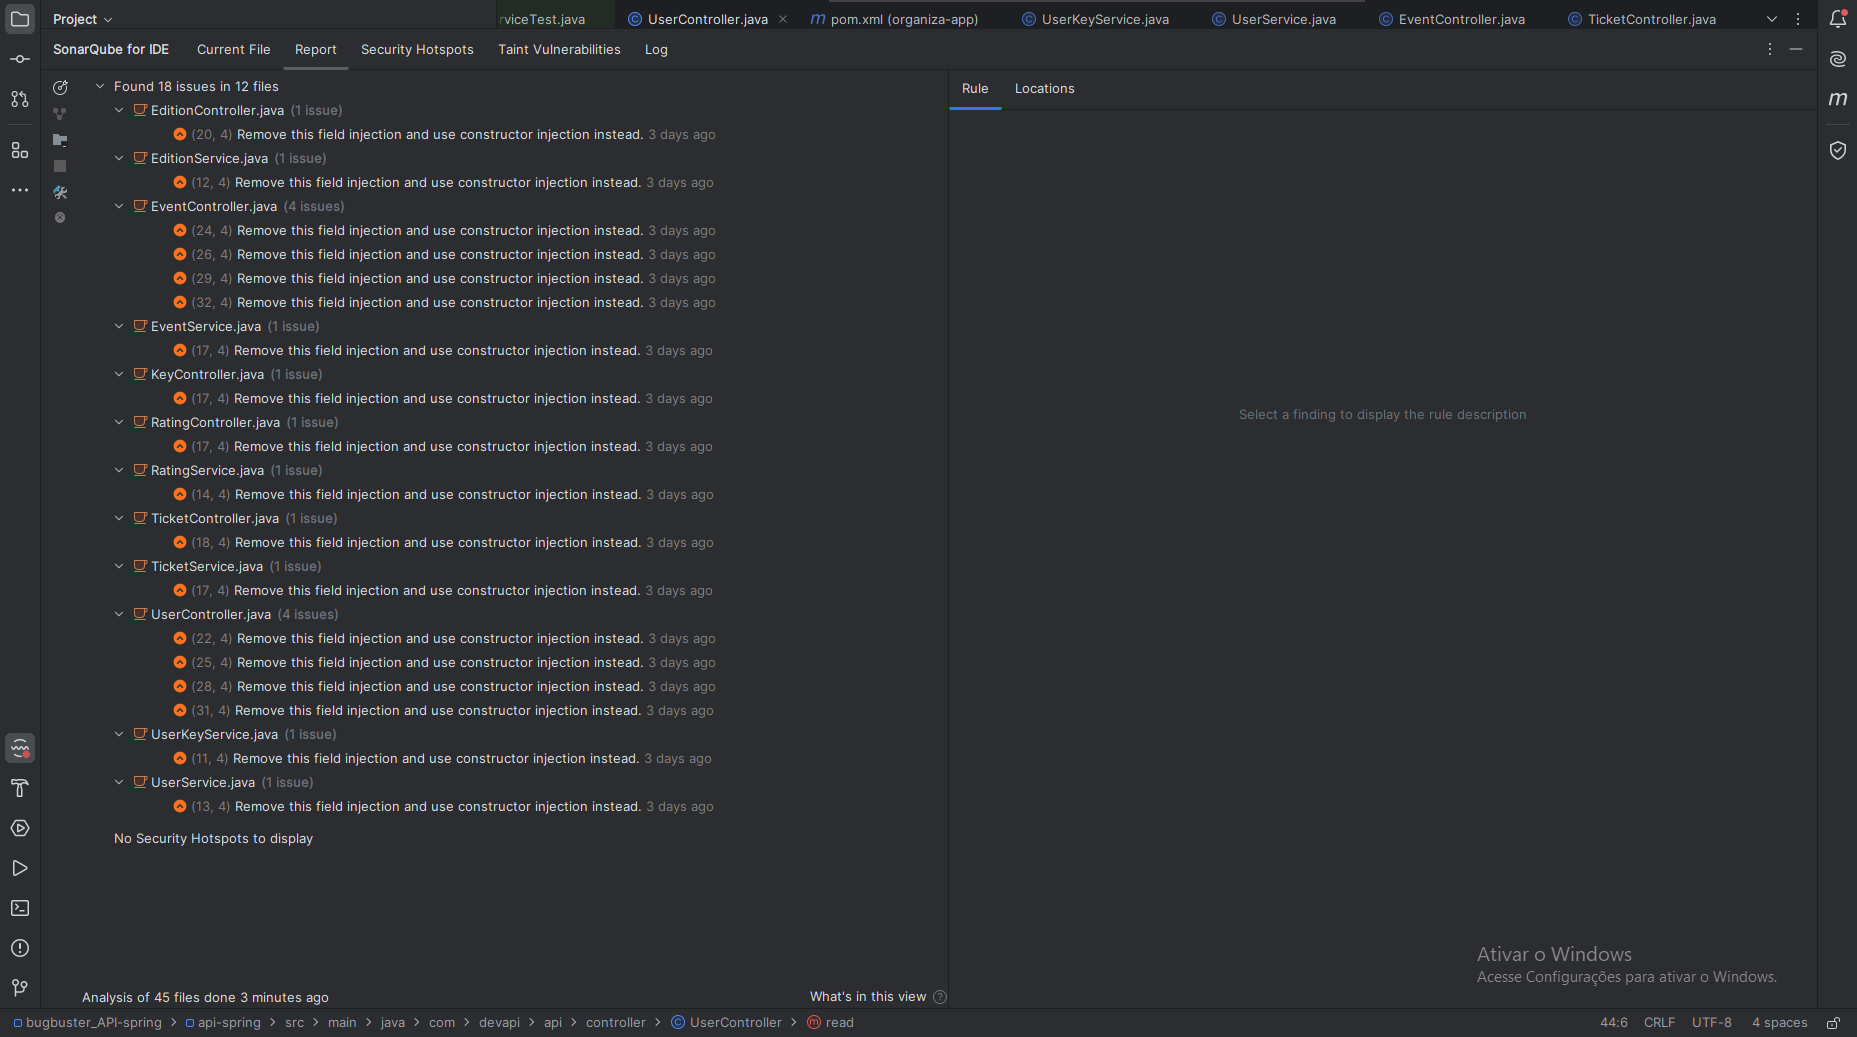 Project
rviceTest.java
UserController.java
pom.xml (organiza-app)
UserKeyService.java
UserService.java
EventController.java
TicketController.java
SonarQube for IDE
Current File
Report
Security Hotspots
Taint Vulnerabilities
Log
Found 18 issues in 12 files
EditionController.java (1 issue)
(20, 4) Remove this field injection and use constructor injection instead. 3 days ago
EditionService.java (1 issue)
(12, 4) Remove this field injection and use constructor injection instead. 3 days ago
EventController.java (4 issues)
(24, 4) Remove this field injection and use constructor injection instead. 3 days ago
(26, 4) Remove this field injection and use constructor injection instead. 3 days ago
(29, 4) Remove this field injection and use constructor injection instead. 3 days ago
(32, 4) Remove this field injection and use constructor injection instead. 3 days ago
EventService.java (1 issue)
(17, 4) Remove this field injection and use constructor injection instead. 3 days ago
KeyController.java (1 issue)
(17, 4) Remove this field injection and use constructor injection instead. 3 days ago
RatingController.java (1 issue)
(17, 4) Remove this field injection and use constructor injection instead. 3 days ago
RatingService.java (1 issue)
(14, 4) Remove this field injection and use constructor injection instead. 3 days ago
TicketController.java (1 issue)
(18, 4) Remove this field injection and use constructor injection instead. 3 days ago
TicketService.java (1 issue)
(17, 4) Remove this field injection and use constructor injection instead. 3 days ago
UserController.java (4 issues)
(22, 4) Remove this field injection and use constructor injection instead. 3 days ago
(25, 4) Remove this field injection and use constructor injection instead. 3 days ago
(28, 4) Remove this field injection and use constructor injection instead. 3 days ago
(31, 4) Remove this field injection and use constructor injection instead. 3 days ago
UserKeyService.java (1 issue)
(11, 4) Remove this field injection and use constructor injection instead. 3 days ago
UserService.java (1 issue)
(13, 4) Remove this field injection and use constructor injection instead. 3 days ago
No Security Hotspots to display
Analysis of 45 files done 3 minutes ago
What's in this view
Rule
Locations
Select a finding to display the rule description
Ativar o Windows
Acesse Configurações para ativar o Windows.
bugbuster_API-spring > api-spring > src > main > java > com > devapi > api > controller > UserController > read
44:6
CRLF
UTF-8
4 spaces